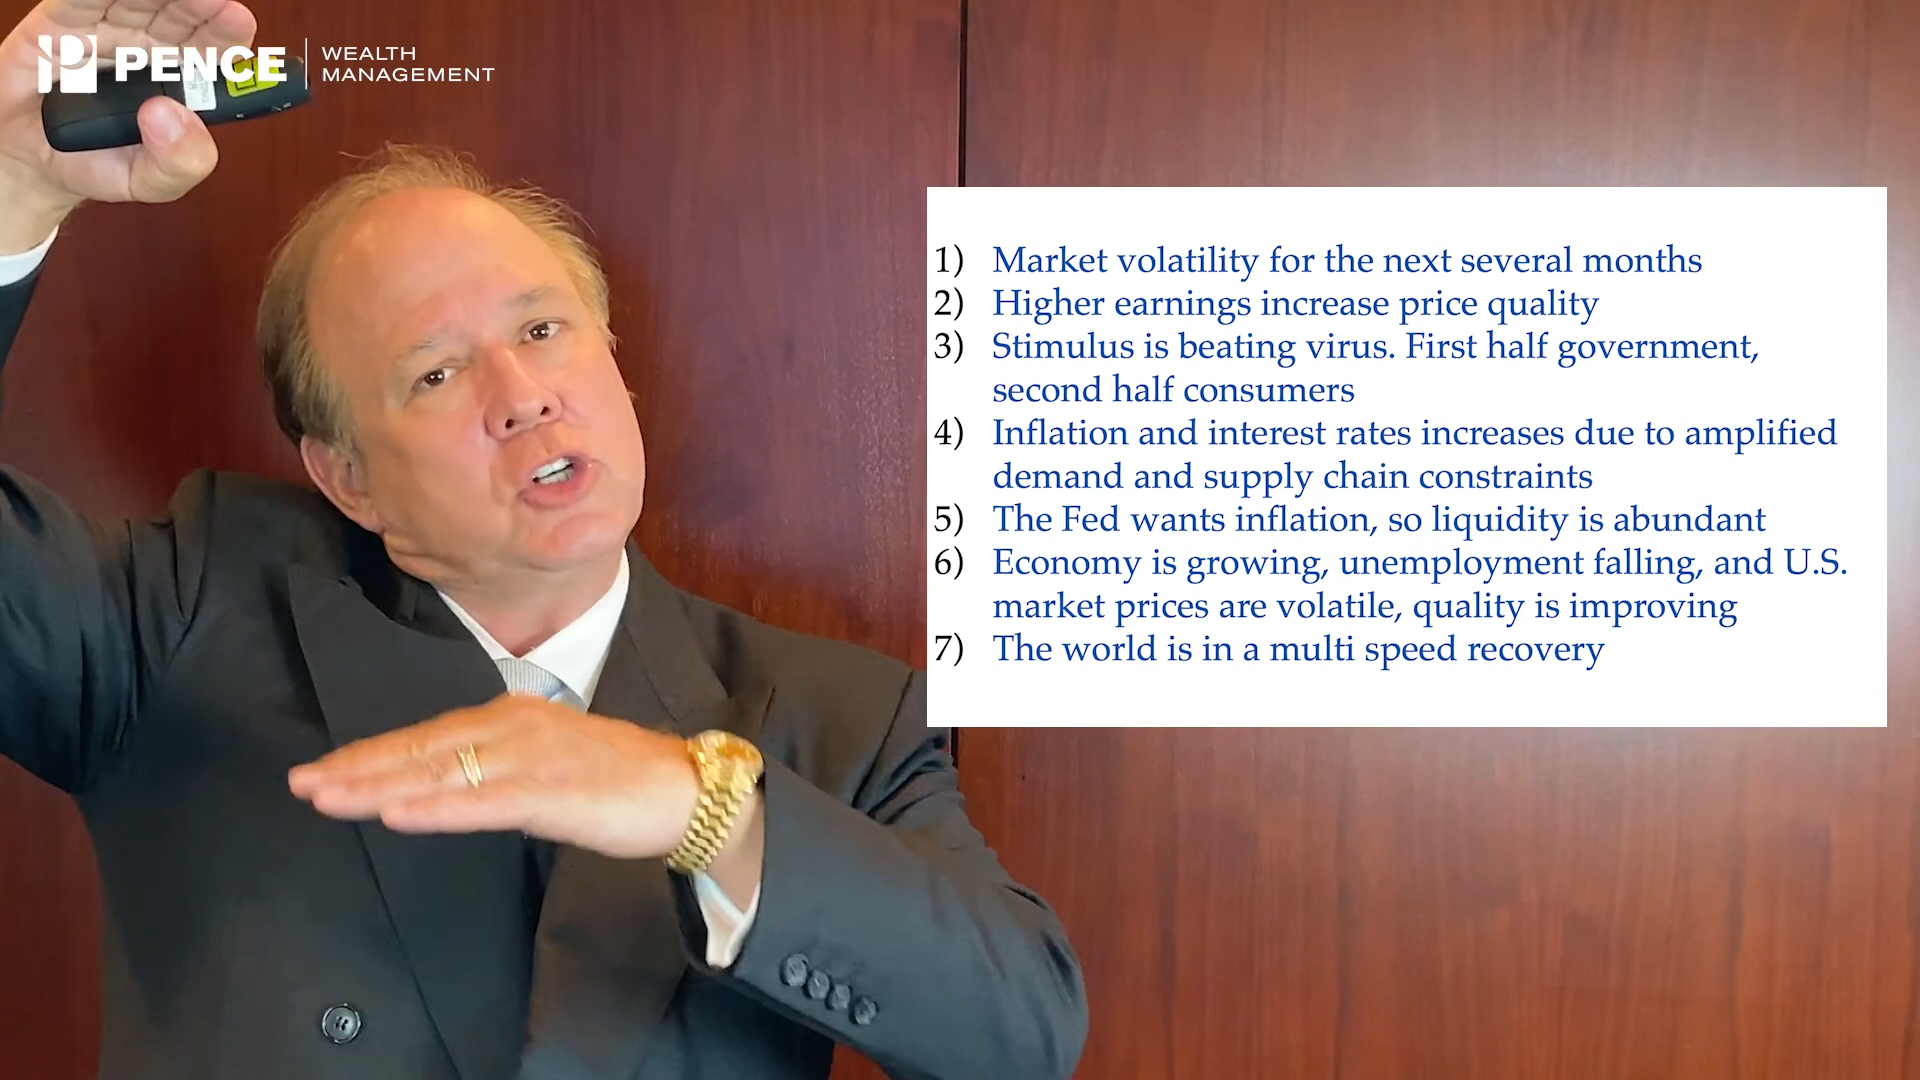 PENCE
WEALTH
MANAGEMENT
1) Market volatility for the next several months
2) Higher earnings increase price quality
3) Stimulus is beating virus. First half government,
second half consumers
4) Inflation and interest rates increases due to amplified
demand and supply chain constraints
5) The Fed wants inflation, so liquidity is abundant
6) Economy is growing, unemployment falling, and U.S.
market prices are volatile, quality is improving
7) The world is in a multi speed recovery